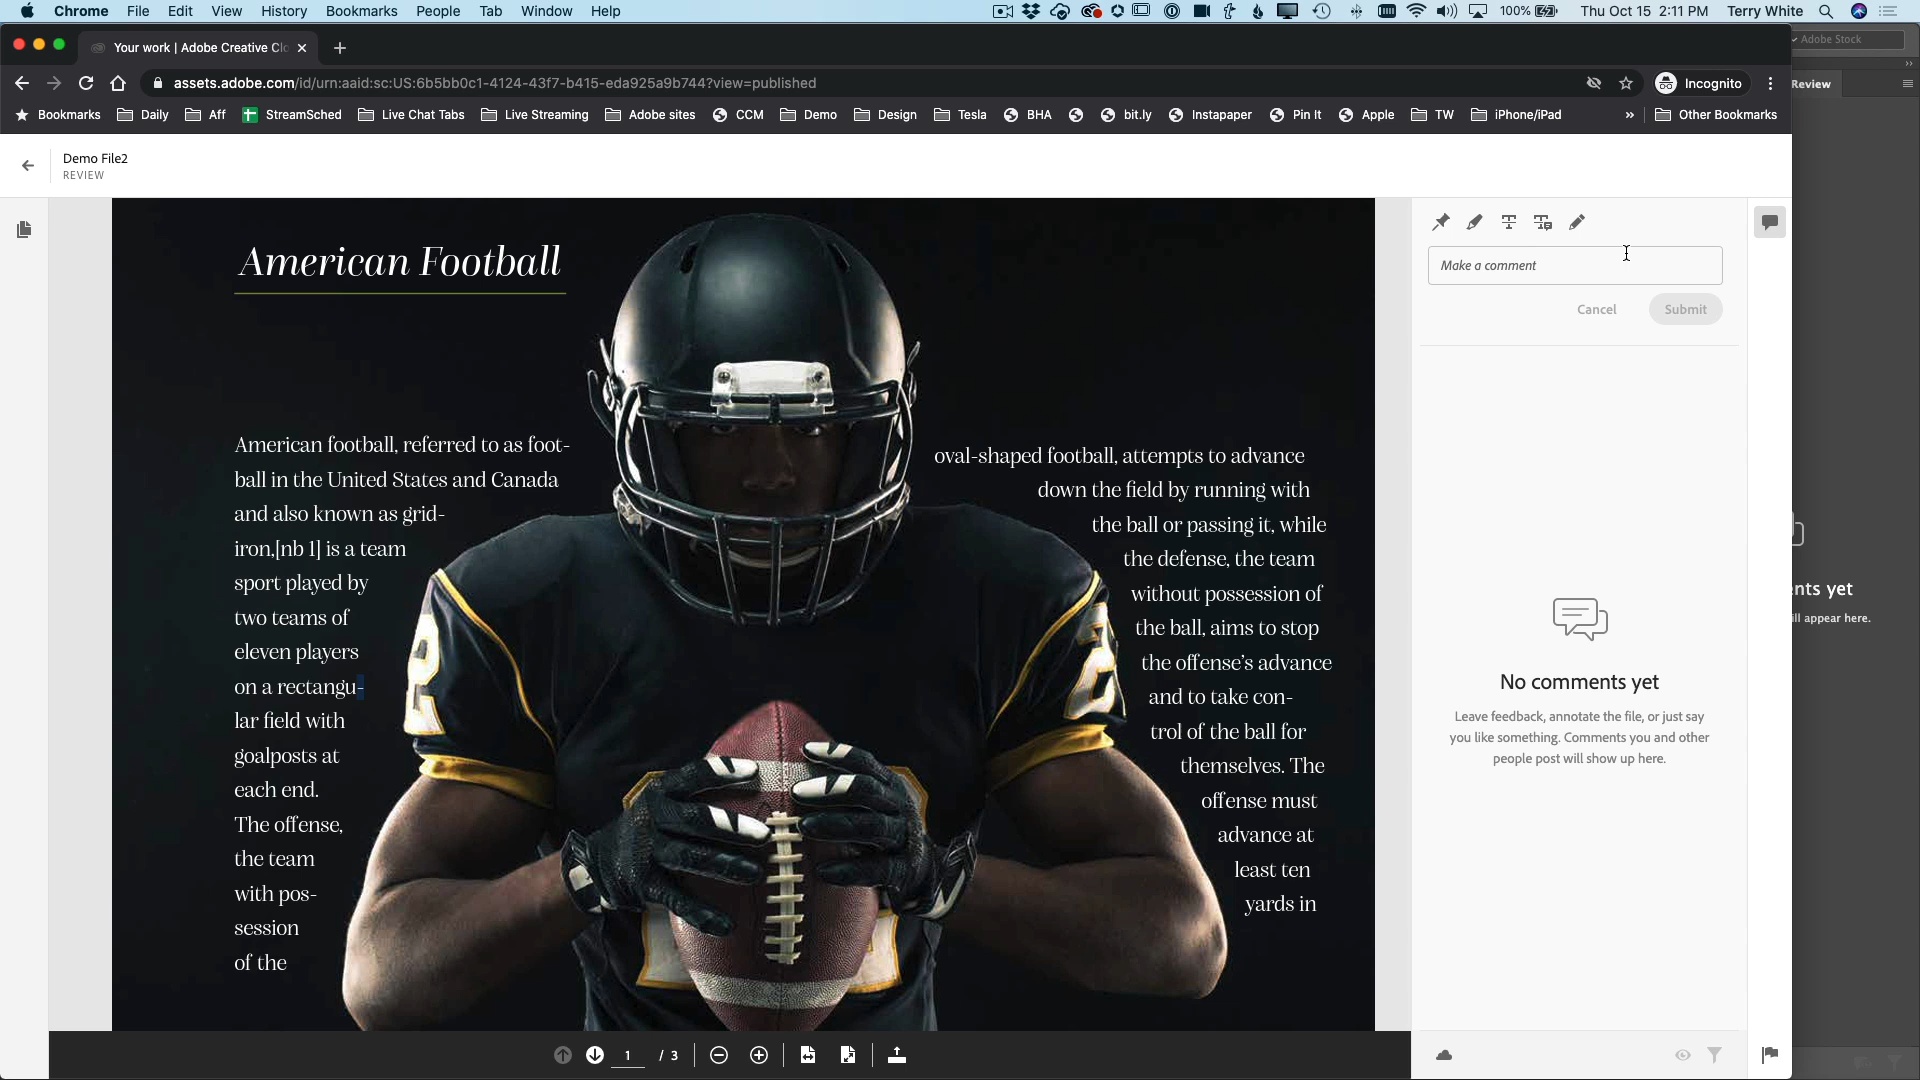 Chrome File Edit View History Bookmarks People Tab Window Help
100% Thu Oct 15 2:11 PM Terry White
Your work | Adobe Creative Clo
Adobe Stock
assets.adobe.com/id/urn:aaid:sc:US:6b5bb0c1-4124-43f7-b415-eda925a9b744?view=published
Incognito
Review
Bookmarks Daily Aff StreamSched Live Chat Tabs Live Streaming Adobe sites CCM Demo Design Tesla BHA bit.ly Instapaper Pin It Apple TW iPhone/iPad » Other Bookmarks
Demo File2
REVIEW
American Football
American football, referred to as foot-
ball in the United States and Canada
and also known as grid-
iron,[nb 1] is a team
sport played by
two teams of
eleven players
on a rectangu-
lar field with
goalposts at
each end.
The offense,
the team
with pos-
session
of the
oval-shaped football, attempts to advance
down the field by running with
the ball or passing it, while
the defense, the team
without possession of
the ball, aims to stop
the offense's advance
and to take con-
trol of the ball for
themselves. The
offense must
advance at
least ten
yards in
2
2
Make a comment
Cancel Submit
No comments yet
Leave feedback, annotate the file, or just say
you like something. Comments you and other
people post will show up here.
nts yet
ill appear here.
1 / 3